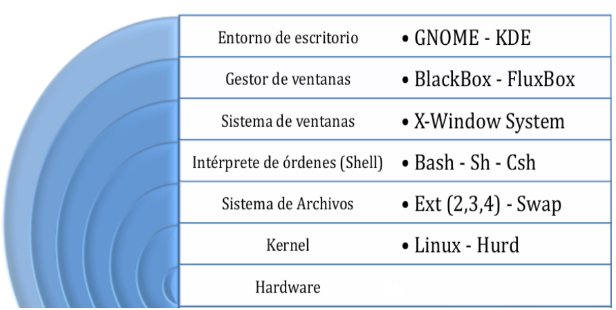 Entorno de escritorio • GNOME - KDE
Gestor de ventanas • BlackBox - FluxBox
Sistema de ventanas • X-Window System
Intérprete de órdenes (Shell) • Bash - Sh - Csh
Sistema de Archivos • Ext (2,3,4) - Swap
Kernel • Linux - Hurd
Hardware